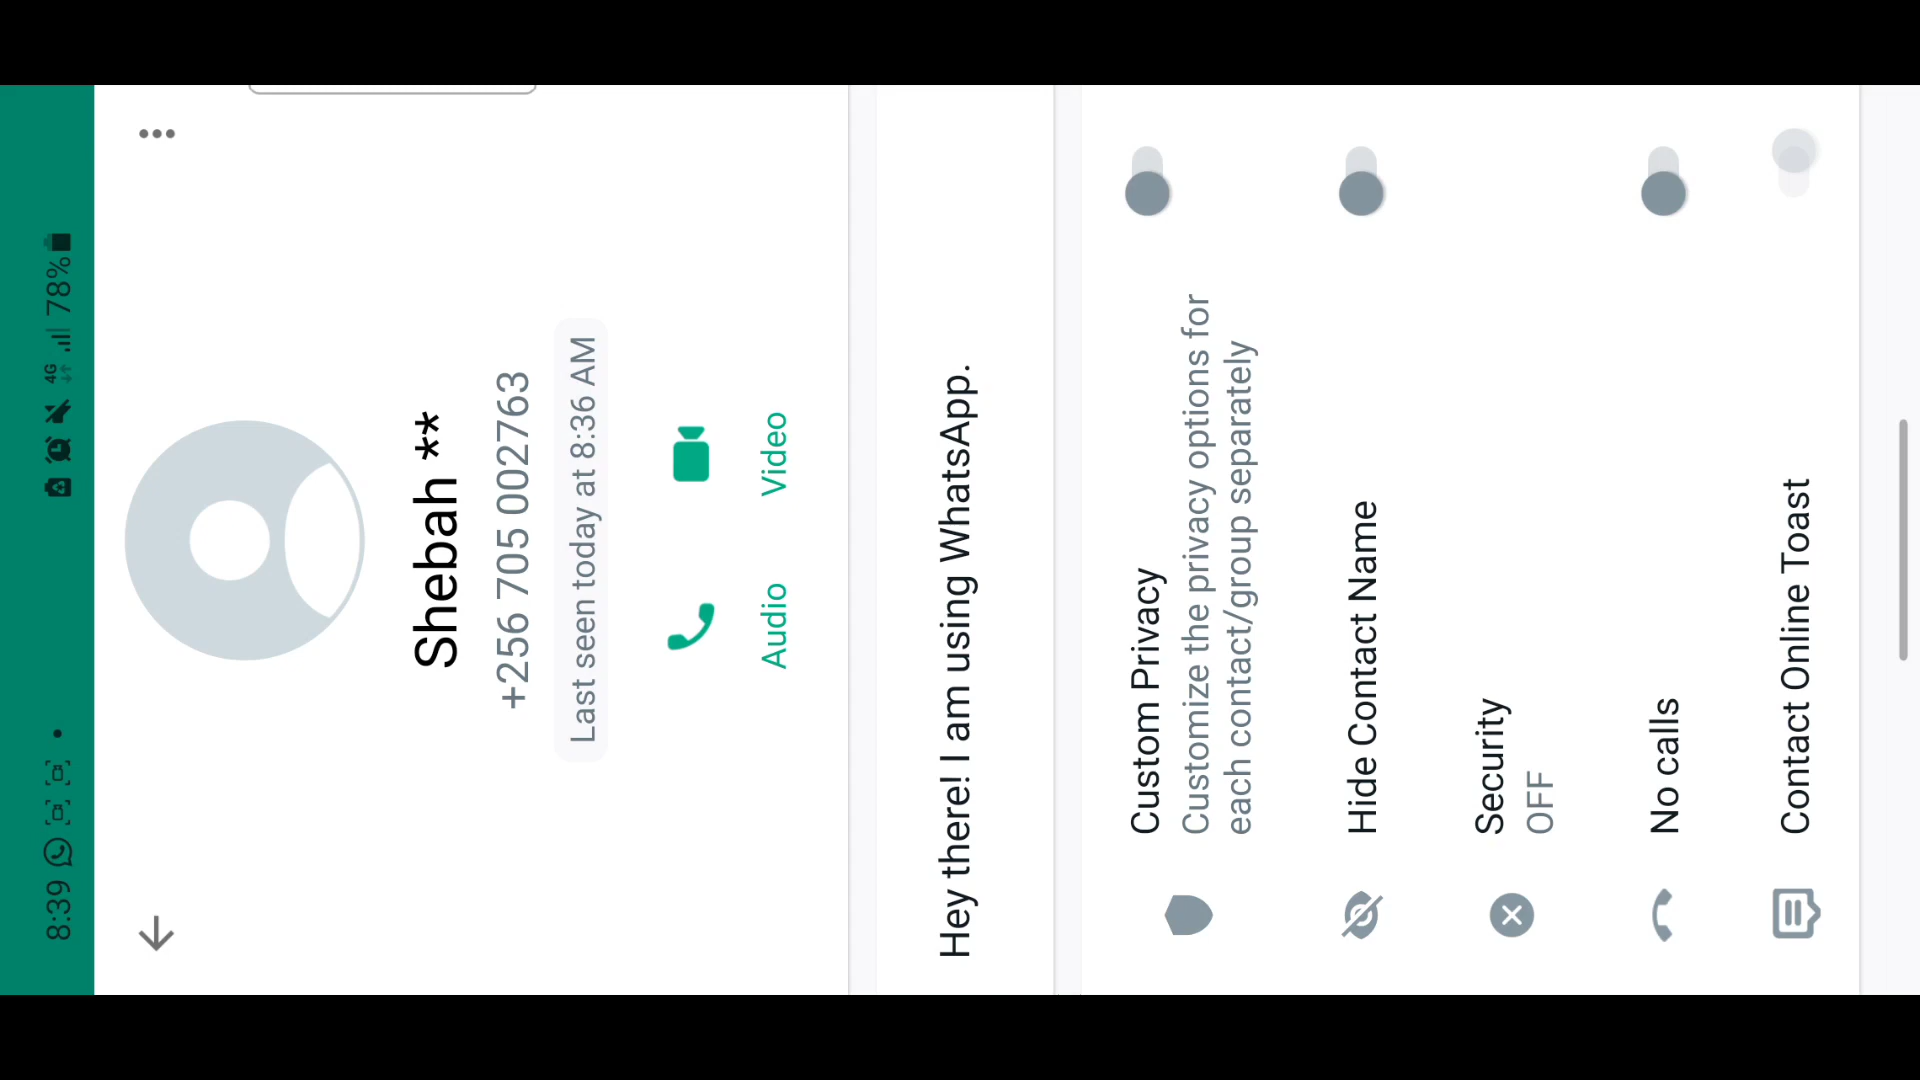 8:39
4G
78%
Shebah **
+256 705 002763
Last seen today at 8:36 AM
Audio
Video
Hey there! I am using WhatsApp.
Custom Privacy
Customize the privacy options for
each contact/group separately
Hide Contact Name
Security
OFF
No calls
Contact Online Toast